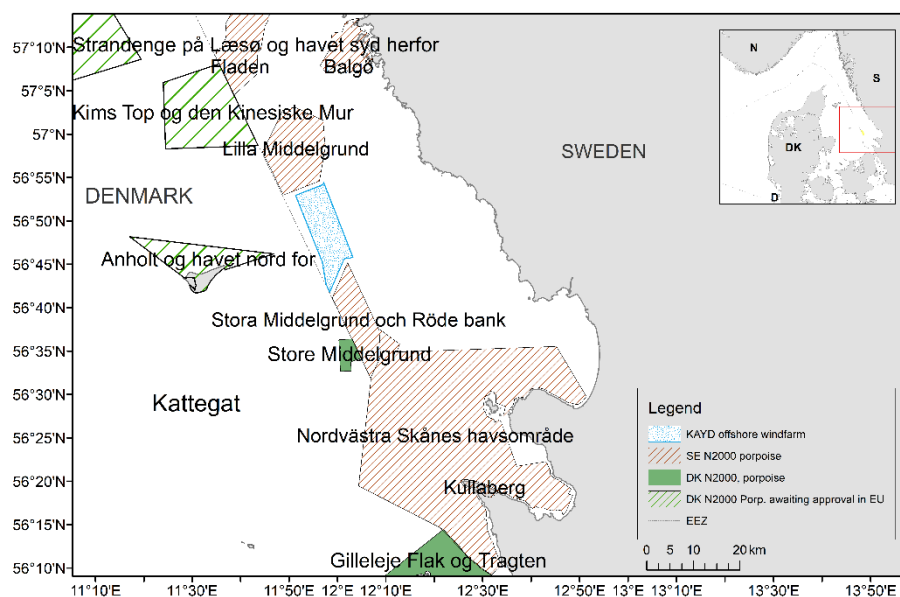 57°10'N
57°5'N
57°0'N
56°55'N
56°50'N
56°45'N
56°40'N
56°35'N
56°30'N
56°25'N
56°20'N
56°15'N
56°10'N
Strandenge på Læsø og havet syd herfor
Fladen
Balgö
Kims Top og den Kinesiske Mur
Lilla Middelgrund
SWEDEN
DENMARK
Anholt og havet nord for
Stora Middelgrund och Röde bank
Store Middelgrund
Kattegat
Nordvästra Skånes havsområde
Kullaberg
Gilleleje Flak og Tragten
N
S
DK
D
Legend
KAYD offshore windfarm
SE N2000 porpoise
DK N2000, porpoise
DK N2000 Porp. awaiting approval in EU
EEZ
0 5 10 20 km
11°10'E 11°30'E 11°50'E 12°0'E 12°10'E 12°30'E 12°50'E 13°0'E 13°10'E 13°30'E 13°50'E